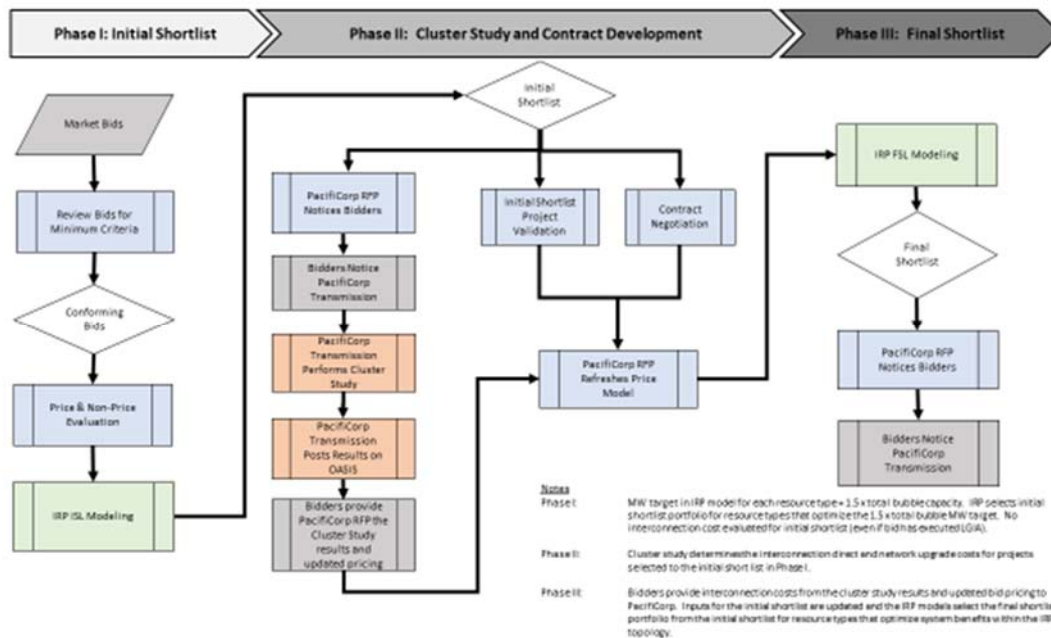 Phase I: Initial Shortlist
Phase II: Cluster Study and Contract Development
Phase III: Final Shortlist
Market Bids
Review Bids for
Minimum Criteria
Conforming
Bids
Price & Non-Price
Evaluation
IRP ISL Modeling
Initial
Shortlist
PacifiCorp RFP
Notices Bidders
Bidders Notice
PacifiCorp
Transmission
PacifiCorp
Transmission
Performs Cluster
Study
PacifiCorp
Transmission
Posts Results on
OASIS
Bidders provide
PacifiCorp RFP the
Cluster Study
results and
updated pricing
Initial Shortlist
Project
Validation
Contract
Negotiation
PacifiCorp RFP
Refreshes Price
Model
IRP FSL Modeling
Final
Shortlist
PacifiCorp RFP
Notices Bidders
Bidders Notice
PacifiCorp
Transmission
Notes
Phase I: MW target in IRP model for each resource type = 1.5 x total bubble capacity. IRP selects initial
shortlist portfolio for resource types that optimize the 1.5 x total bubble MW target. No
interconnection cost evaluated for initial shortlist (even if bid has executed LGIA).
Phase II: Cluster study determines the interconnection direct and network upgrade costs for projects
selected to the initial short list in Phase I.
Phase III: Bidders provide interconnection costs from the cluster study results and updated bid pricing to
PacifiCorp. Inputs for the initial shortlist are updated and the IRP models select the final shortlist
portfolio from the initial shortlist for resource types that optimize system benefits within the IRP
topology.